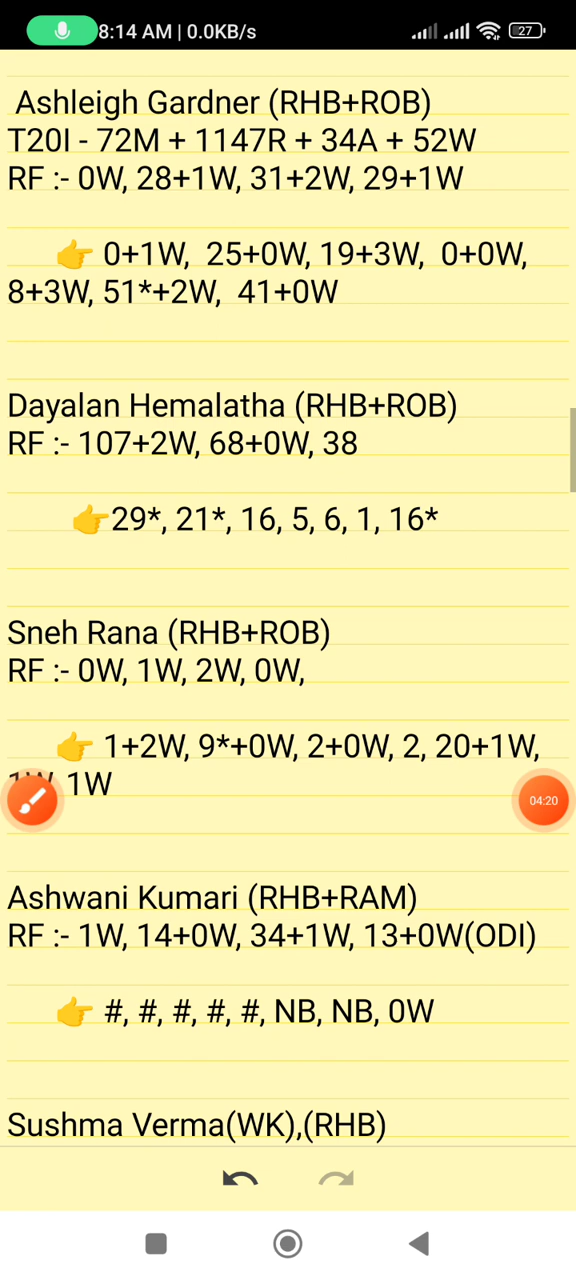 8:14 AM | 0.0KB/s
27
Ashleigh Gardner (RHB+ROB)
T20I - 72M + 1147R + 34A + 52W
RF :- 0W, 28+1W, 31+2W, 29+1W
👉 0+1W, 25+0W, 19+3W, 0+0W,
8+3W, 51*+2W, 41+0W
Dayalan Hemalatha (RHB+ROB)
RF :- 107+2W, 68+0W, 38
👉29*, 21*, 16, 5, 6, 1, 16*
Sneh Rana (RHB+ROB)
RF :- 0W, 1W, 2W, 0W,
👉 1+2W, 9*+0W, 2+0W, 2, 20+1W,
1W
04:20
Ashwani Kumari (RHB+RAM)
RF :- 1W, 14+0W, 34+1W, 13+0W(ODI)
👉 #, #, #, #, #, NB, NB, 0W
Sushma Verma(WK),(RHB)